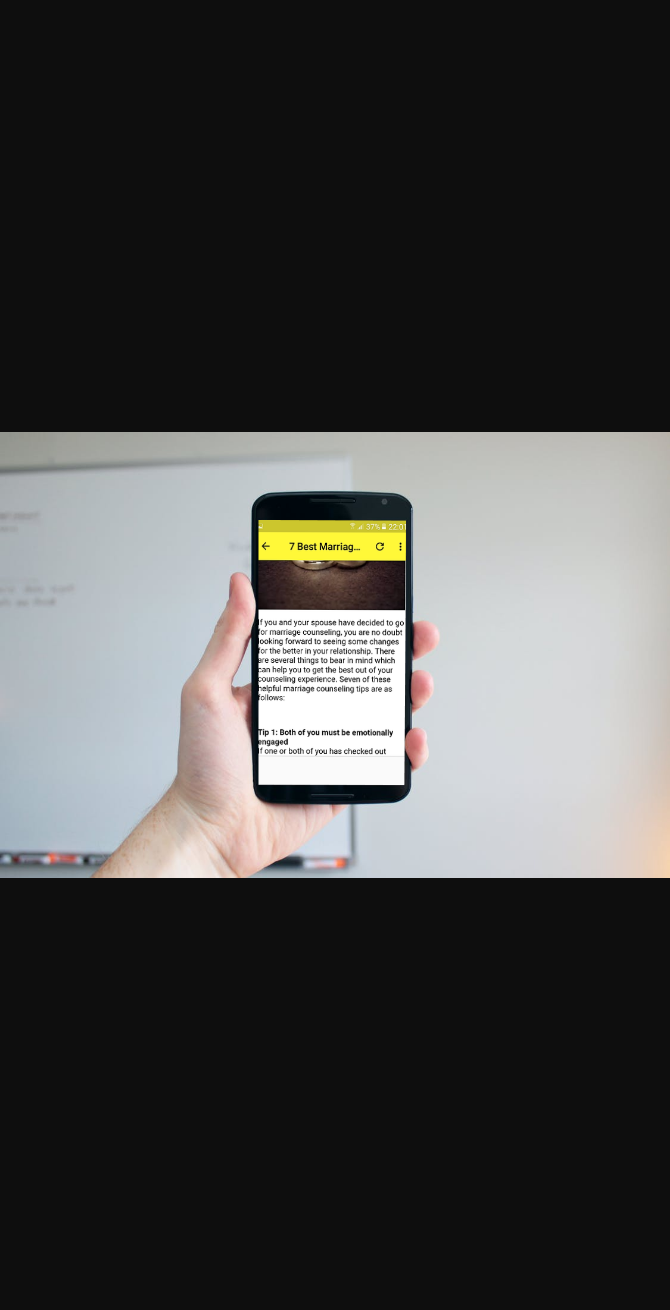 37% 22:01
7 Best Marriag...
If you and your spouse have decided to go
for marriage counseling, you are no doubt
looking forward to seeing some changes
for the better in your relationship. There
are several things to bear in mind which
can help you to get the best out of your
counseling experience. Seven of these
helpful marriage counseling tips are as
follows:
Tip 1: Both of you must be emotionally
engaged
If one or both of you has checked out